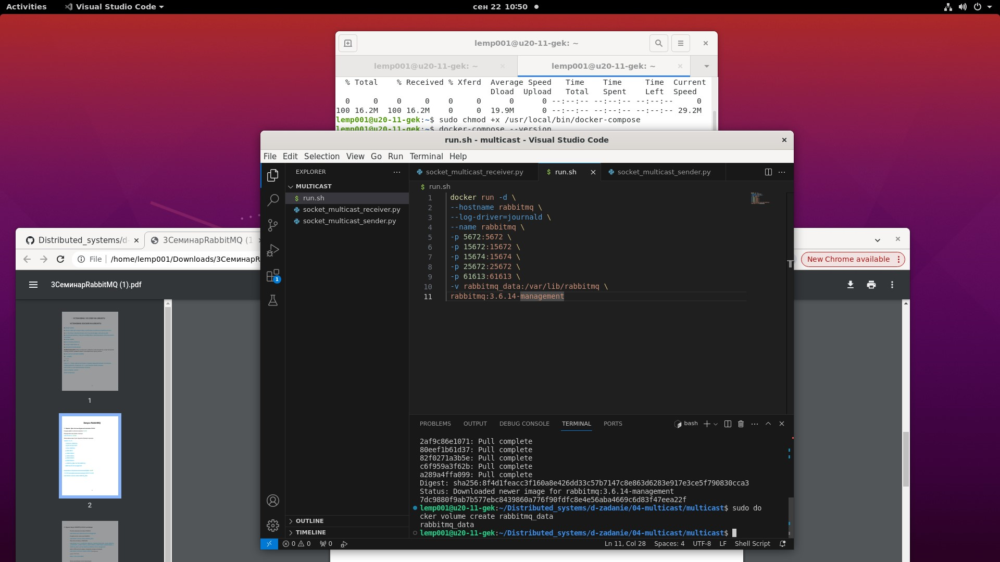 Activities Visual Studio Code сен 22 10:50
lemp001@u20-11-gek: ~
lemp001@u20-11-gek: ~ lemp001@u20-11-gek: ~
% Total % Received % Xferd Average Speed Time Time Time Current
Dload Upload Total Spent Left Speed
0 0 0 0 0 0 0 0 --:--:-- --:--:-- --:--:-- 0
100 16.2M 100 16.2M 0 0 19.9M 0 --:--:-- --:--:-- --:--:-- 29.2M
lemp001@u20-11-gek:~$ sudo chmod +x /usr/local/bin/docker-compose
lemp001@u20-11-gek:~$ docker-compose --version
run.sh - multicast - Visual Studio Code
File Edit Selection View Go Run Terminal Help
EXPLORER
MULTICAST
run.sh
socket_multicast_receiver.py
socket_multicast_sender.py
OUTLINE
TIMELINE
1
socket_multicast_receiver.py run.sh socket_multicast_sender.py
run.sh
1 docker run -d \
2 --hostname rabbitmq \
3 --log-driver=journald \
4 --name rabbitmq \
5 -p 5672:5672 \
6 -p 15672:15672 \
7 -p 15674:15674 \
8 -p 25672:25672 \
9 -p 61613:61613 \
10 -v rabbitmq_data:/var/lib/rabbitmq \
11 rabbitmq:3.6.14-management
PROBLEMS OUTPUT DEBUG CONSOLE TERMINAL PORTS bash
2af9c86e1071: Pull complete
80eef1b61d37: Pull complete
82f0271a3b5e: Pull complete
c6f959a3f62b: Pull complete
a289a4ffa099: Pull complete
Digest: sha256:8f4d1feacc3f160a8e426dd33c57b7147c8e863d6283e917e3ce5f790830cca3
Status: Downloaded newer image for rabbitmq:3.6.14-management
7dc9880f9ab7b577ebc8439860a776f90fdfc8e4e56aba4669c6d83f47eea22f
lemp001@u20-11-gek:~/Distributed_systems/d-zadanie/04-multicast/multicast$ sudo do
cker volume create rabbitmq_data
rabbitmq_data
lemp001@u20-11-gek:~/Distributed_systems/d-zadanie/04-multicast/multicast$
0 0 0 Ln 11, Col 28 Spaces: 4 UTF-8 LF Shell Script
Distributed_systems/d- 3СеминарRabbitMQ (1
File /home/lemp001/Downloads/3СеминарR
New Chrome available
3СеминарRabbitMQ (1).pdf
1
Запуск RabbitMQ
2